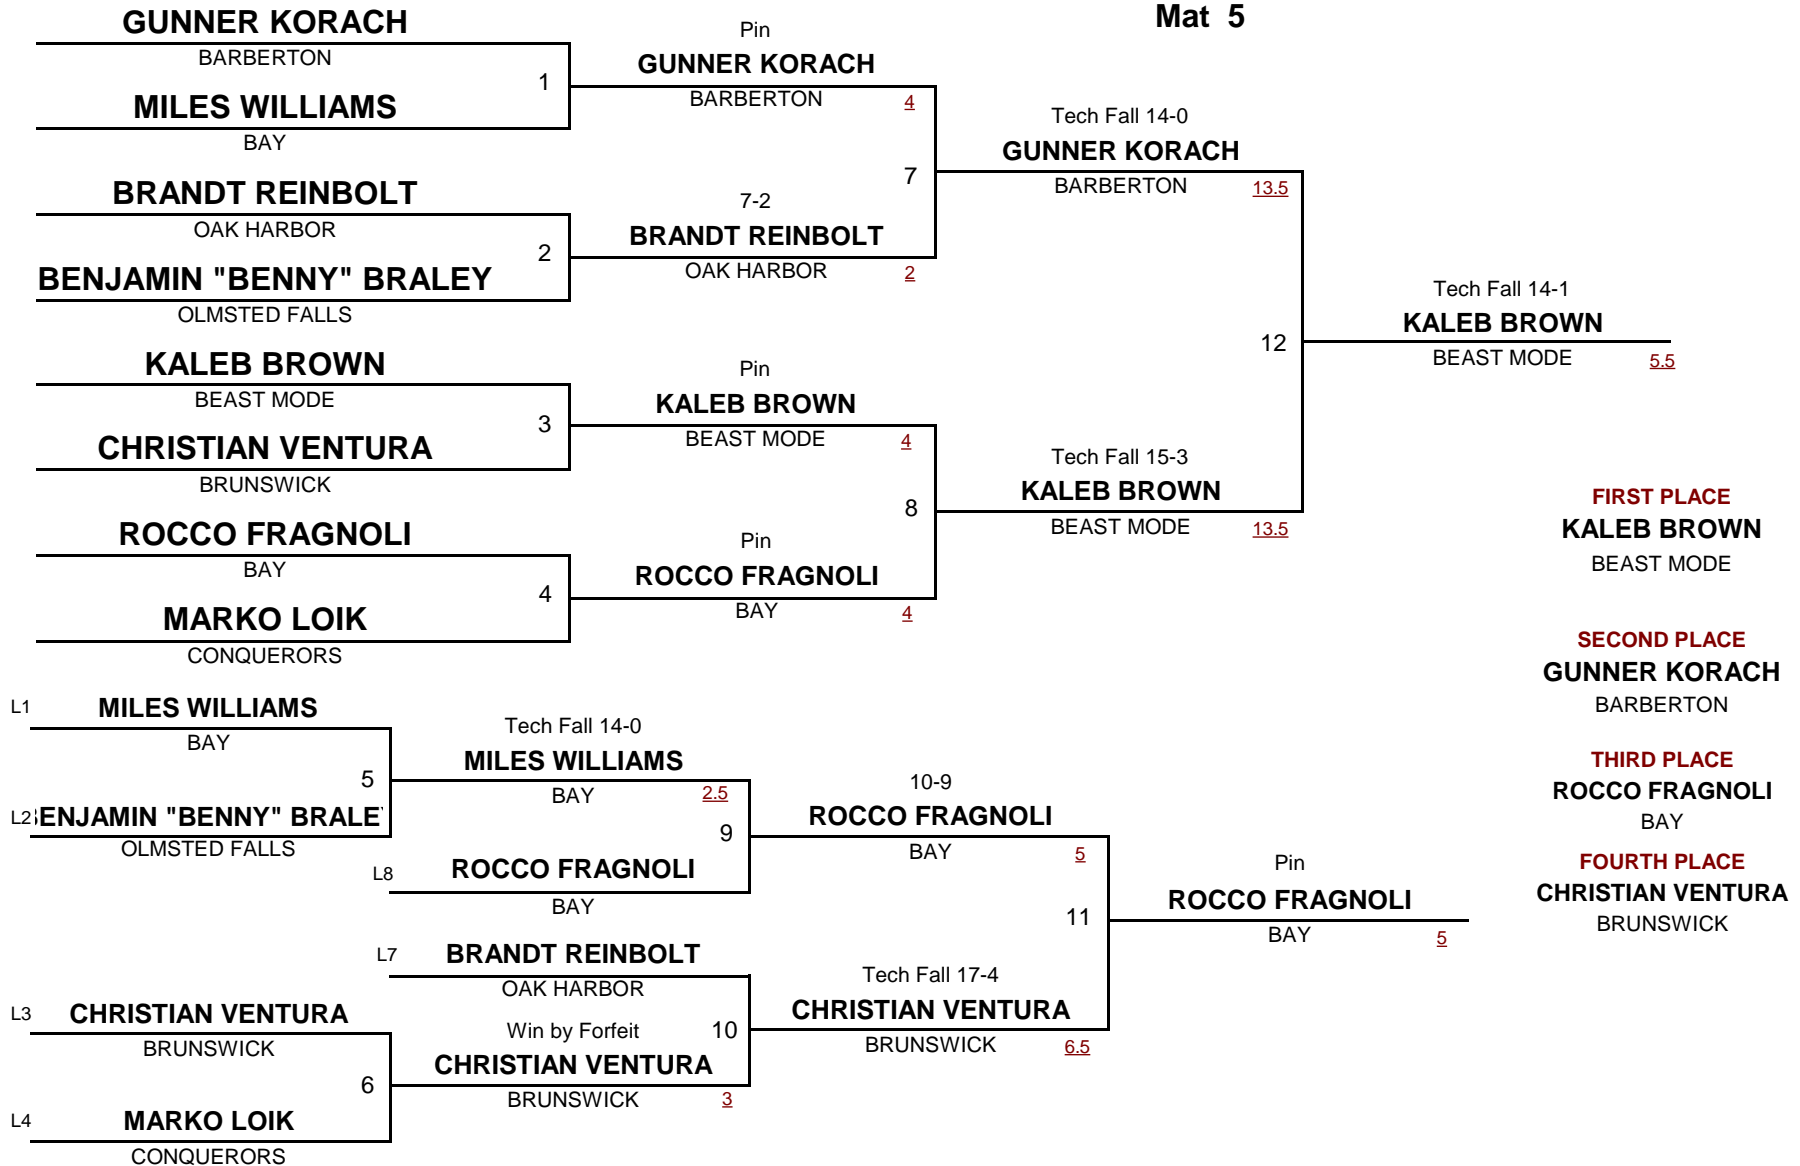 Mat 5
GUNNER KORACH
BARBERTON
1
MILES WILLIAMS
BAY
BRANDT REINBOLT
OAK HARBOR
2
BENJAMIN "BENNY" BRALEY
OLMSTED FALLS
KALEB BROWN
BEAST MODE
3
CHRISTIAN VENTURA
BRUNSWICK
ROCCO FRAGNOLI
BAY
4
MARKO LOIK
CONQUERORS
Pin
GUNNER KORACH
BARBERTON 4
7
7-2
BRANDT REINBOLT
OAK HARBOR 2
Pin
KALEB BROWN
BEAST MODE 4
8
Pin
ROCCO FRAGNOLI
BAY 4
Tech Fall 14-0
GUNNER KORACH
BARBERTON 13.5
12
Tech Fall 15-3
KALEB BROWN
BEAST MODE 13.5
Tech Fall 14-1
KALEB BROWN
BEAST MODE 5.5
FIRST PLACE
KALEB BROWN
BEAST MODE
SECOND PLACE
GUNNER KORACH
BARBERTON
THIRD PLACE
ROCCO FRAGNOLI
BAY
FOURTH PLACE
CHRISTIAN VENTURA
BRUNSWICK
L1 MILES WILLIAMS
BAY
5
L2 BENJAMIN "BENNY" BRALEY
OLMSTED FALLS
Tech Fall 14-0
MILES WILLIAMS
BAY 2.5
9
L8 ROCCO FRAGNOLI
BAY
L7 BRANDT REINBOLT
OAK HARBOR
10
Win by Forfeit
CHRISTIAN VENTURA
BRUNSWICK 3
L3 CHRISTIAN VENTURA
BRUNSWICK
6
L4 MARKO LOIK
CONQUERORS
10-9
ROCCO FRAGNOLI
BAY 5
11
Tech Fall 17-4
CHRISTIAN VENTURA
BRUNSWICK 6.5
Pin
ROCCO FRAGNOLI
BAY 5